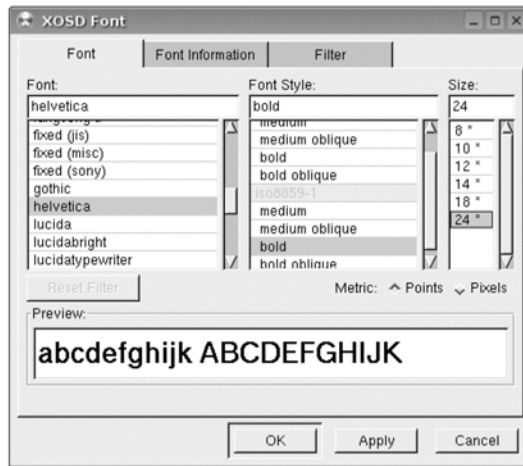 XOSD Font
Font
Font Information
Filter
Font:
Font Style:
Size:
helvetica
bold
24
fixed (jis)
fixed (misc)
fixed (sony)
gothic
helvetica
lucida
lucidabright
lucidatypewriter
medium
medium oblique
bold
bold oblique
iso8859-1
medium
medium oblique
bold
bold oblique
8 *
10 *
12 *
14 *
18 *
24 *
Reset Filter
Metric: Points Pixels
Preview:
abcdefghijk ABCDEFGHIJK
OK
Apply
Cancel